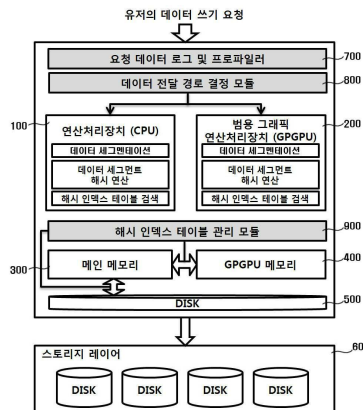 유저의 데이터 쓰기 요청
요청 데이터 로그 및 프로파일러
700
데이터 전달 경로 결정 모듈
800
100
연산처리장치 (CPU)
데이터 세그멘테이션
데이터 세그먼트
해시 연산
해시 인덱스 테이블 검색
범용 그래픽
연산처리장치 (GPGPU)
200
데이터 세그멘테이션
데이터 세그먼트
해시 연산
해시 인덱스 테이블 검색
해시 인덱스 테이블 관리 모듈
900
300
메인 메모리
GPGPU 메모리
400
DISK
500
스토리지 레이어
DISK
DISK
DISK
DISK